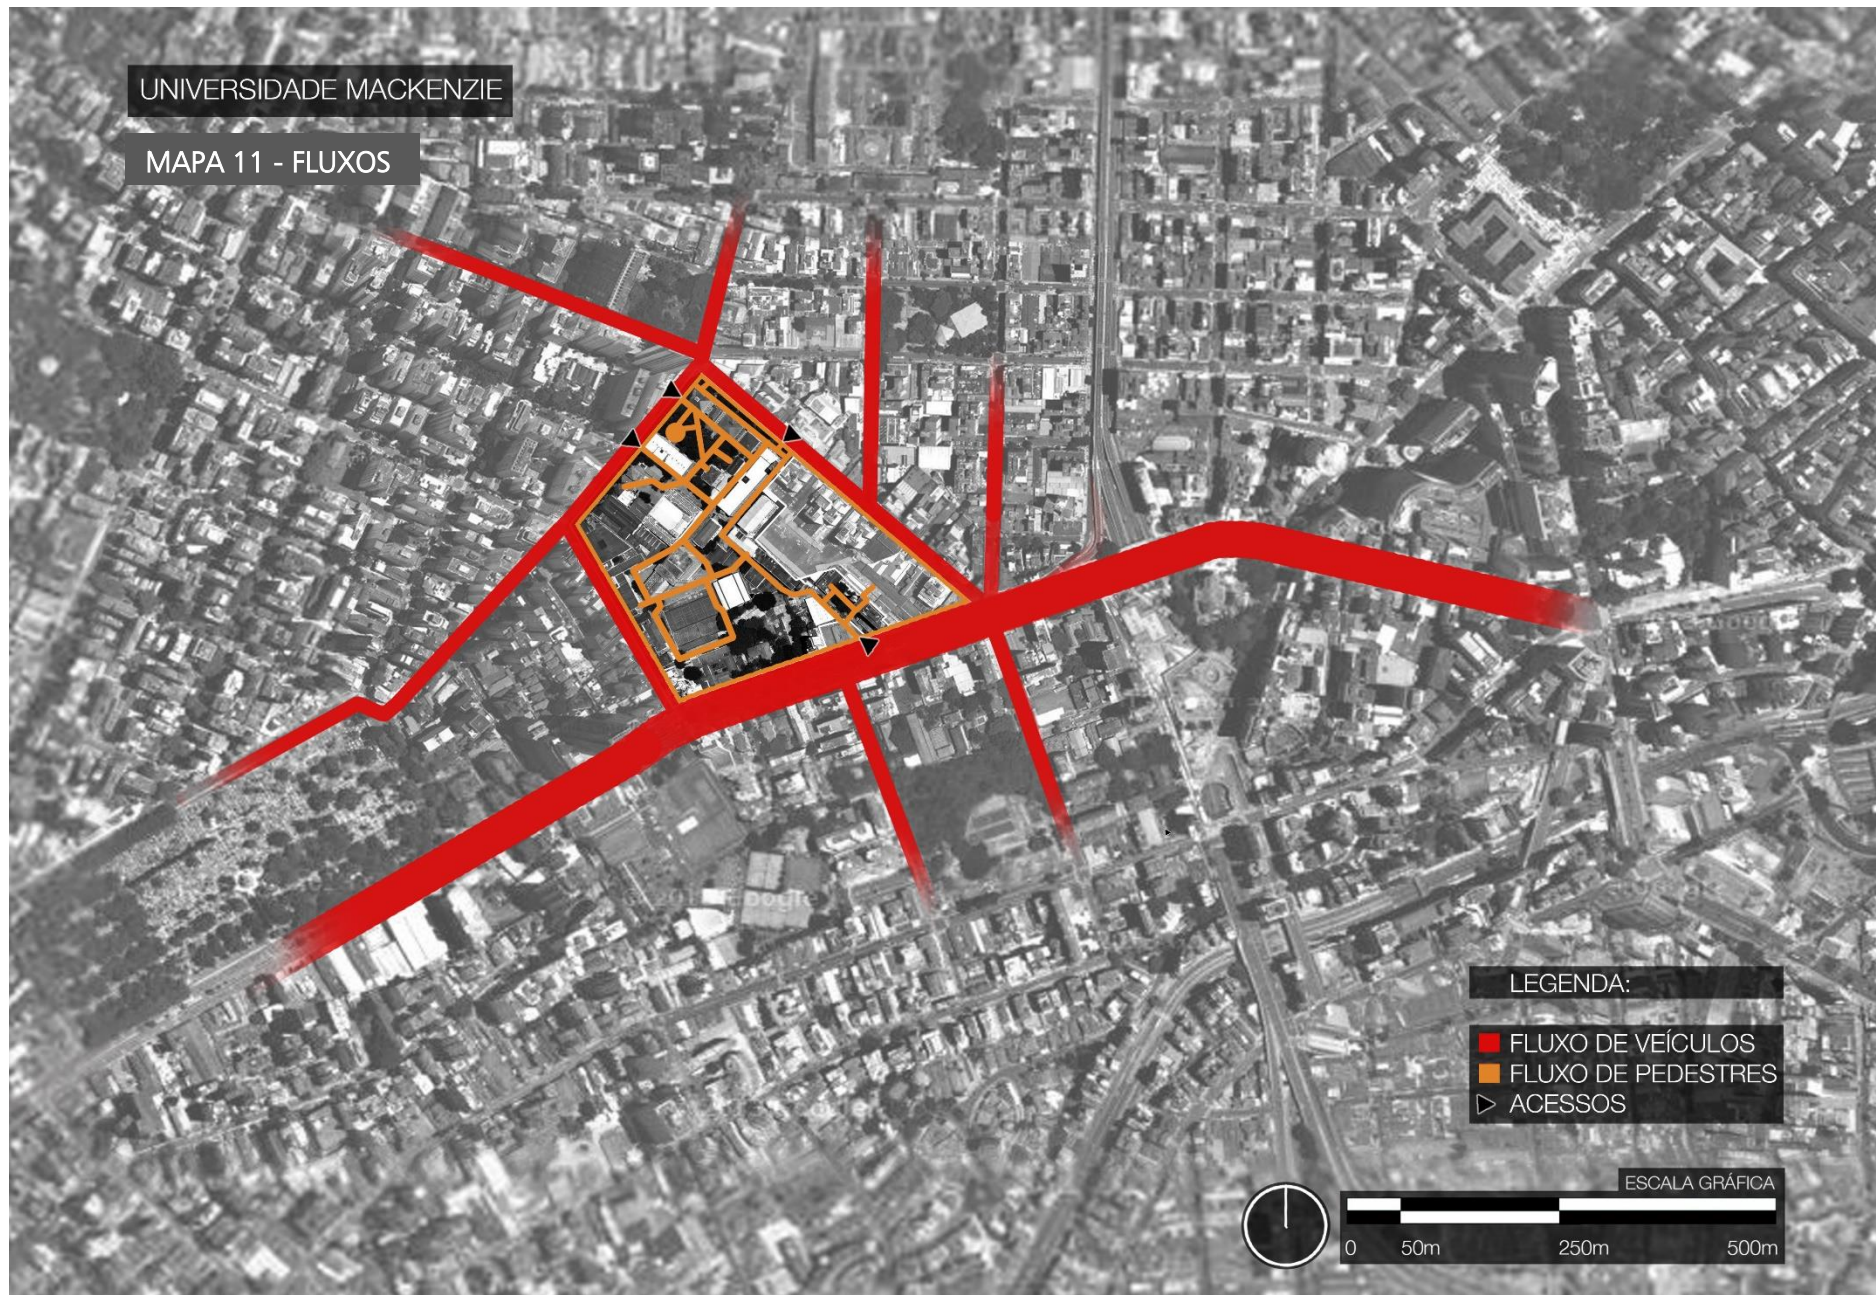 UNIVERSIDADE MACKENZIE
MAPA 11 - FLUXOS
LEGENDA:
FLUXO DE VEÍCULOS
FLUXO DE PEDESTRES
ACESSOS
ESCALA GRÁFICA
0 50m 250m 500m